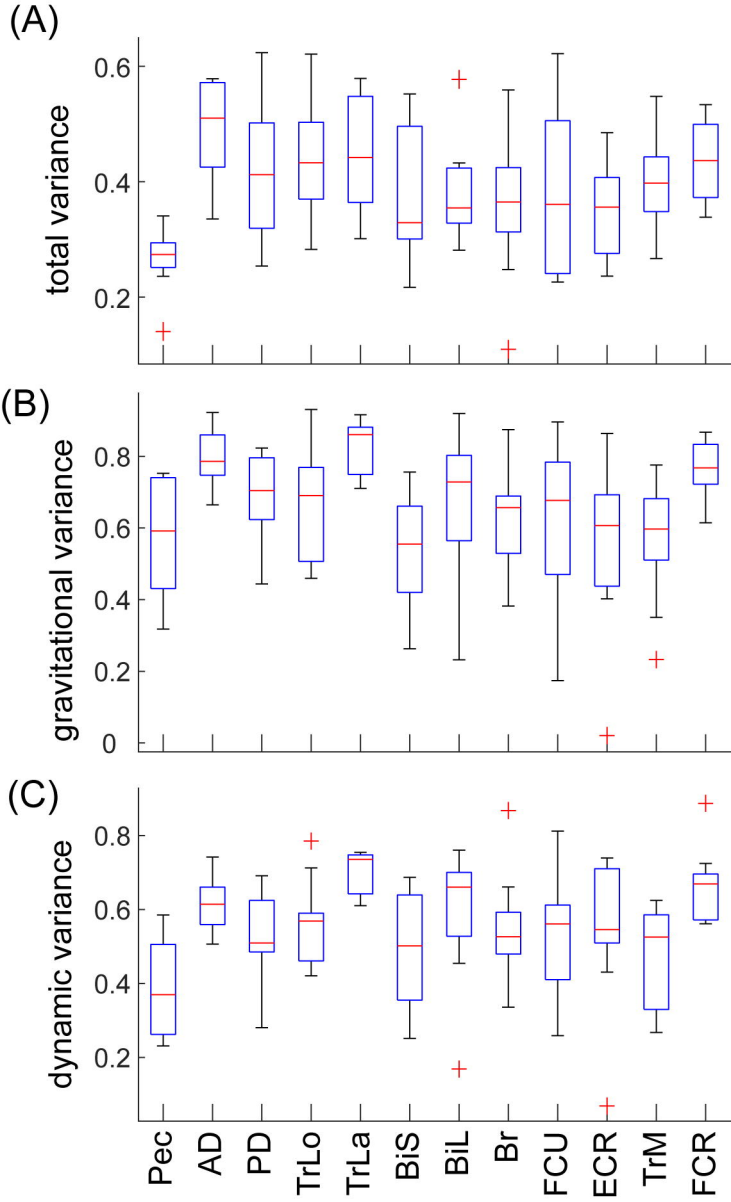 (A)
total variance
0.6
0.4
0.2
(B)
gravitational variance
0.8
0.6
0.4
0.2
0
(C)
dynamic variance
0.8
0.6
0.4
0.2
Pec
AD
PD
TrLo
TrLa
BiS
BiL
Br
FCU
ECR
TrM
FCR